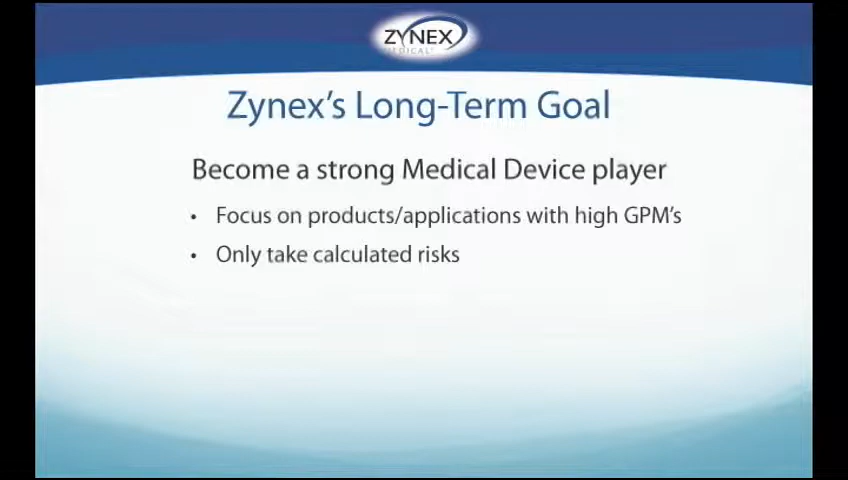 ZYNEX
MEDICAL
Zynex's Long-Term Goal
Become a strong Medical Device player
• Focus on products/applications with high GPM's
• Only take calculated risks